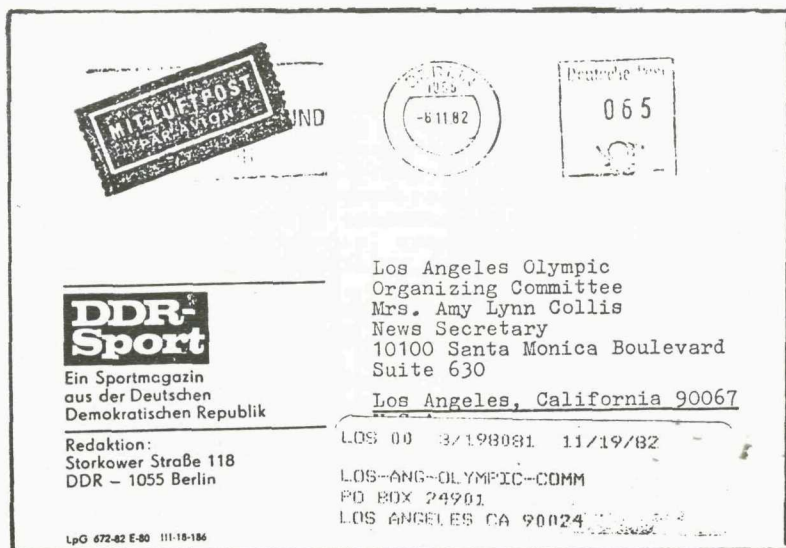 MIT LUFTPOST
PAR AVION
UND
1055
-6.11.82
Deutsche Post
065
DDR-
Sport
Ein Sportmagazin
aus der Deutschen
Demokratischen Republik
Redaktion:
Storkower Straße 118
DDR – 1055 Berlin
LpG 672-82 E-80 III-18-186
Los Angeles Olympic
Organizing Committee
Mrs. Amy Lynn Collis
News Secretary
10100 Santa Monica Boulevard
Suite 630
Los Angeles, California 90067
LOS 00 3/198081 11/19/82
LOS-ANG-OLYMPIC-COMM
PO BOX 24901
LOS ANGELES CA 90024